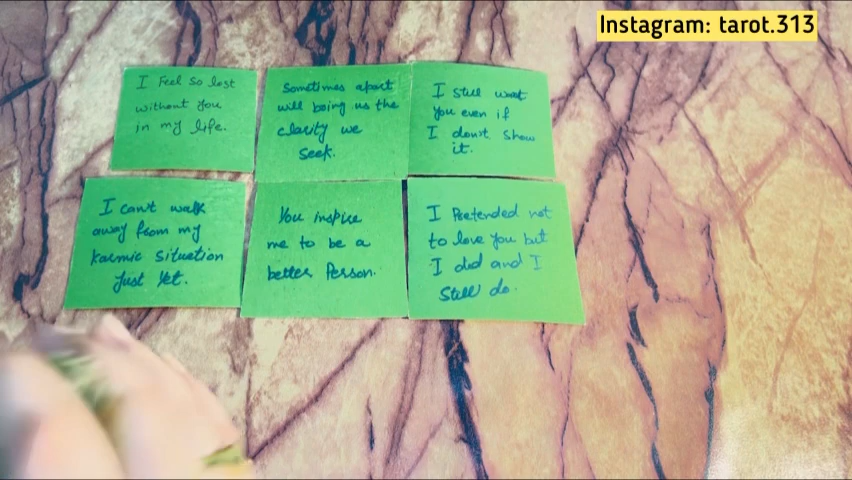 Instagram: tarot.313
I Feel so lost
without you
in my life.
Sometimes apart
will bring us the
clarity we
seek.
I still want
you even if
I don't show
it.
I can't walk
away from my
karmic situation
Just Yet.
You inspire
me to be a
better Person.
I Pretended not
to love you but
I did and I
still do.